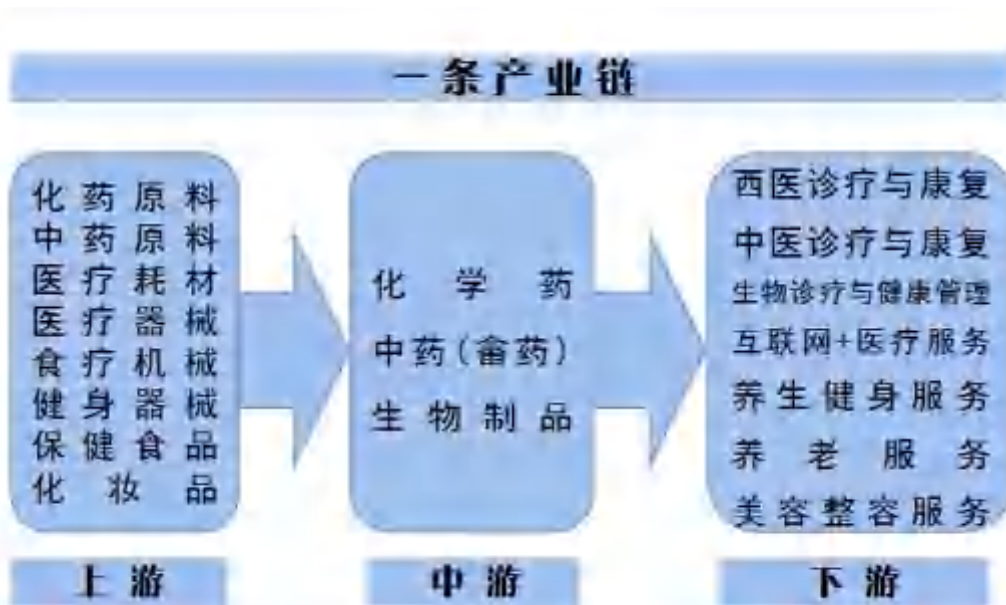 一条产业链
化药原料
中药原料
医疗耗材
医疗器械
食疗机械
健身器械
保健食品
化妆品
化学药
中药(畲药)
生物制品
西医诊疗与康复
中医诊疗与康复
生物诊疗与健康管理
互联网+医疗服务
养生健身服务
养老服务
美容整容服务
上游
中游
下游